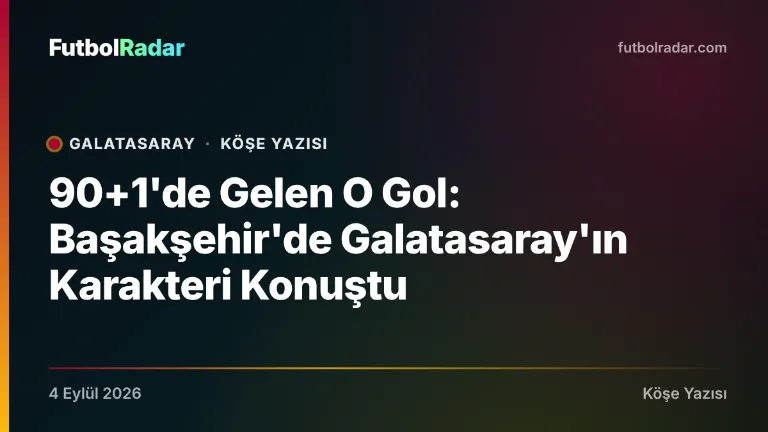 FutbolRadar
futbolradar.com
GALATASARAY · KÖŞE YAZISI
90+1'de Gelen O Gol:
Başakşehir'de Galatasaray'ın
Karakteri Konuştu
4 Eylül 2026
Köşe Yazısı